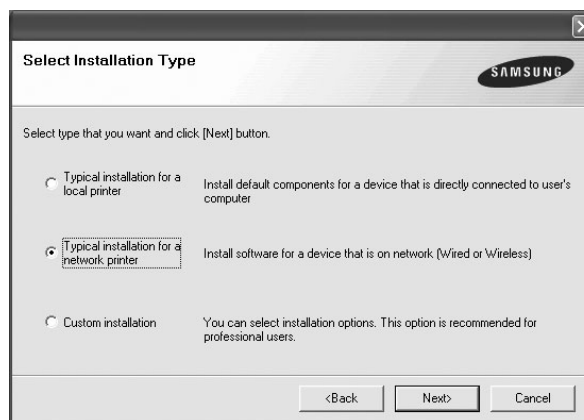 Select Installation Type
SAMSUNG
Select type that you want and click [Next] button.
Typical installation for a
local printer
Install default components for a device that is directly connected to user's
computer
Typical installation for a
network printer
Install software for a device that is on network (Wired or Wireless)
Custom installation
You can select installation options. This option is recommended for
professional users.
<Back
Next>
Cancel